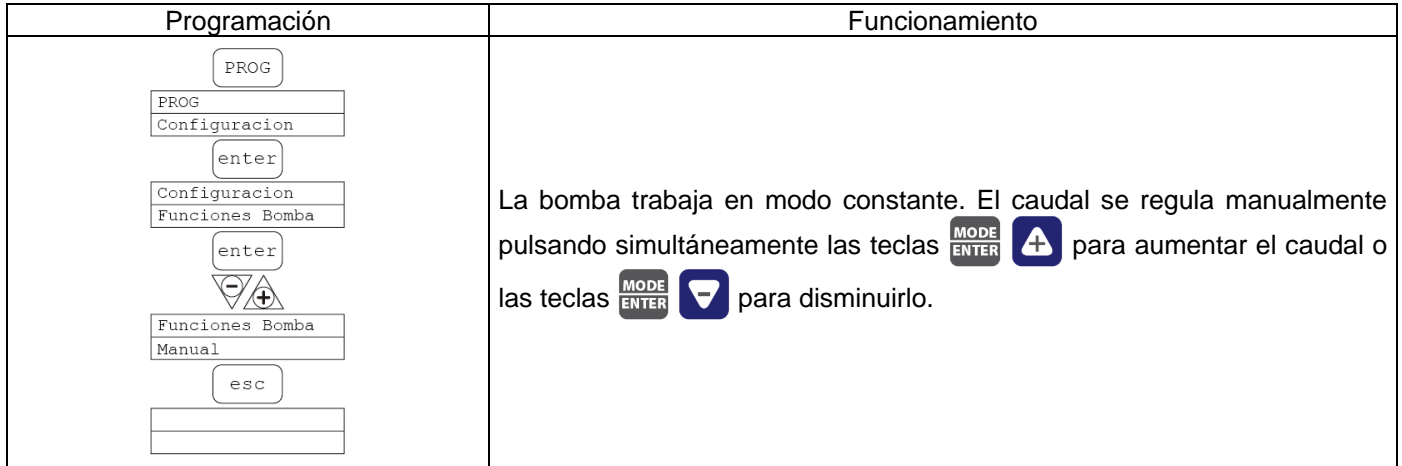 Programación
Funcionamiento
PROG
PROG
Configuracion
enter
Configuracion
Funciones Bomba
enter
- +
Funciones Bomba
Manual
esc
La bomba trabaja en modo constante. El caudal se regula manualmente
pulsando simultáneamente las teclas MODE ENTER + para aumentar el caudal o
las teclas MODE ENTER - para disminuirlo.